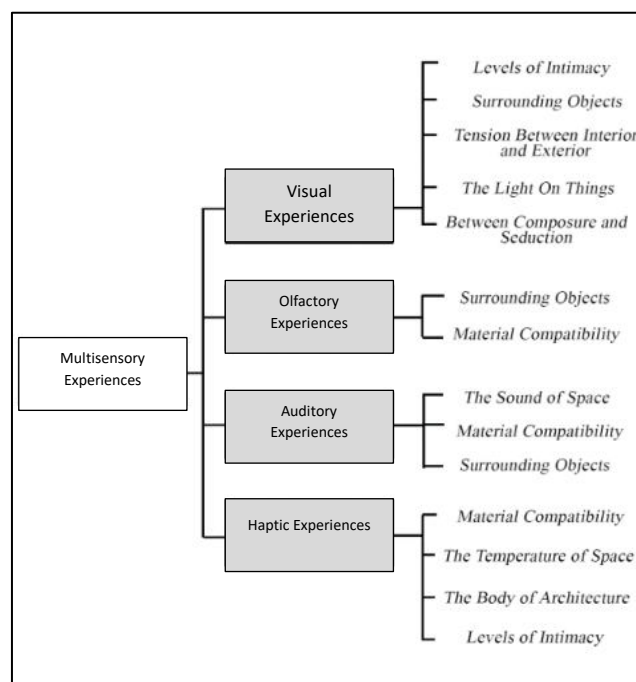 Levels of Intimacy
Surrounding Objects
Tension Between Interior
and Exterior
The Light On Things
Between Composure and
Seduction
Visual
Experiences
Olfactory
Experiences
Surrounding Objects
Material Compatibility
Multisensory
Experiences
Auditory
Experiences
The Sound of Space
Material Compatibility
Surrounding Objects
Haptic Experiences
Material Compatibility
The Temperature of Space
The Body of Architecture
Levels of Intimacy